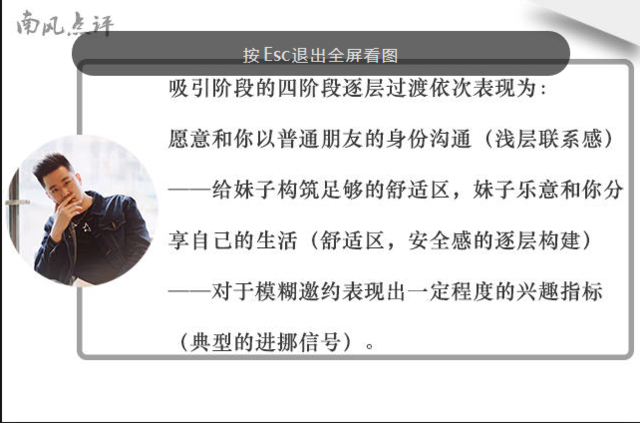 南风点评
按Esc退出全屏看图
吸引阶段的四阶段逐层过渡依次表现为：
愿意和你以普通朋友的身份沟通（浅层联系感）
——给妹子构筑足够的舒适区，妹子乐意和你分
享自己的生活（舒适区，安全感的逐层构建）
——对于模糊邀约表现出一定程度的兴趣指标
（典型的进挪信号）。